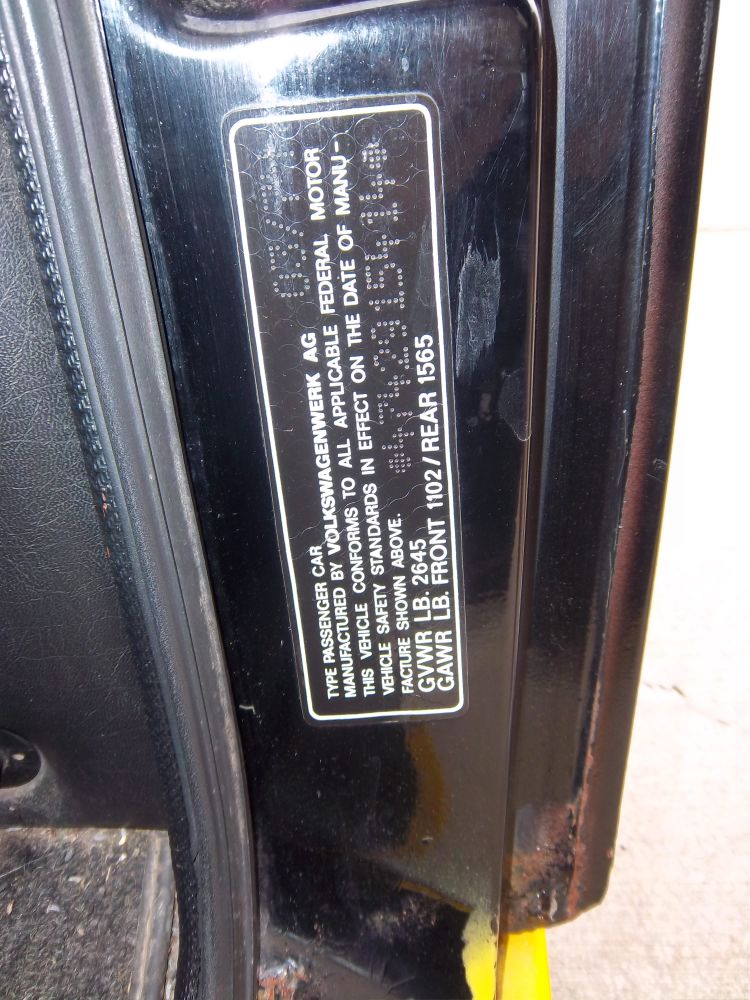 TYPE PASSENGER CAR
MANUFACTURED BY VOLKSWAGENWERK AG
THIS VEHICLE CONFORMS TO ALL APPLICABLE FEDERAL MOTOR
VEHICLE SAFETY STANDARDS IN EFFECT ON THE DATE OF MANU-
FACTURE SHOWN ABOVE.
GVWR LB. 2645
GAWR LB. FRONT 1102/REAR 1565